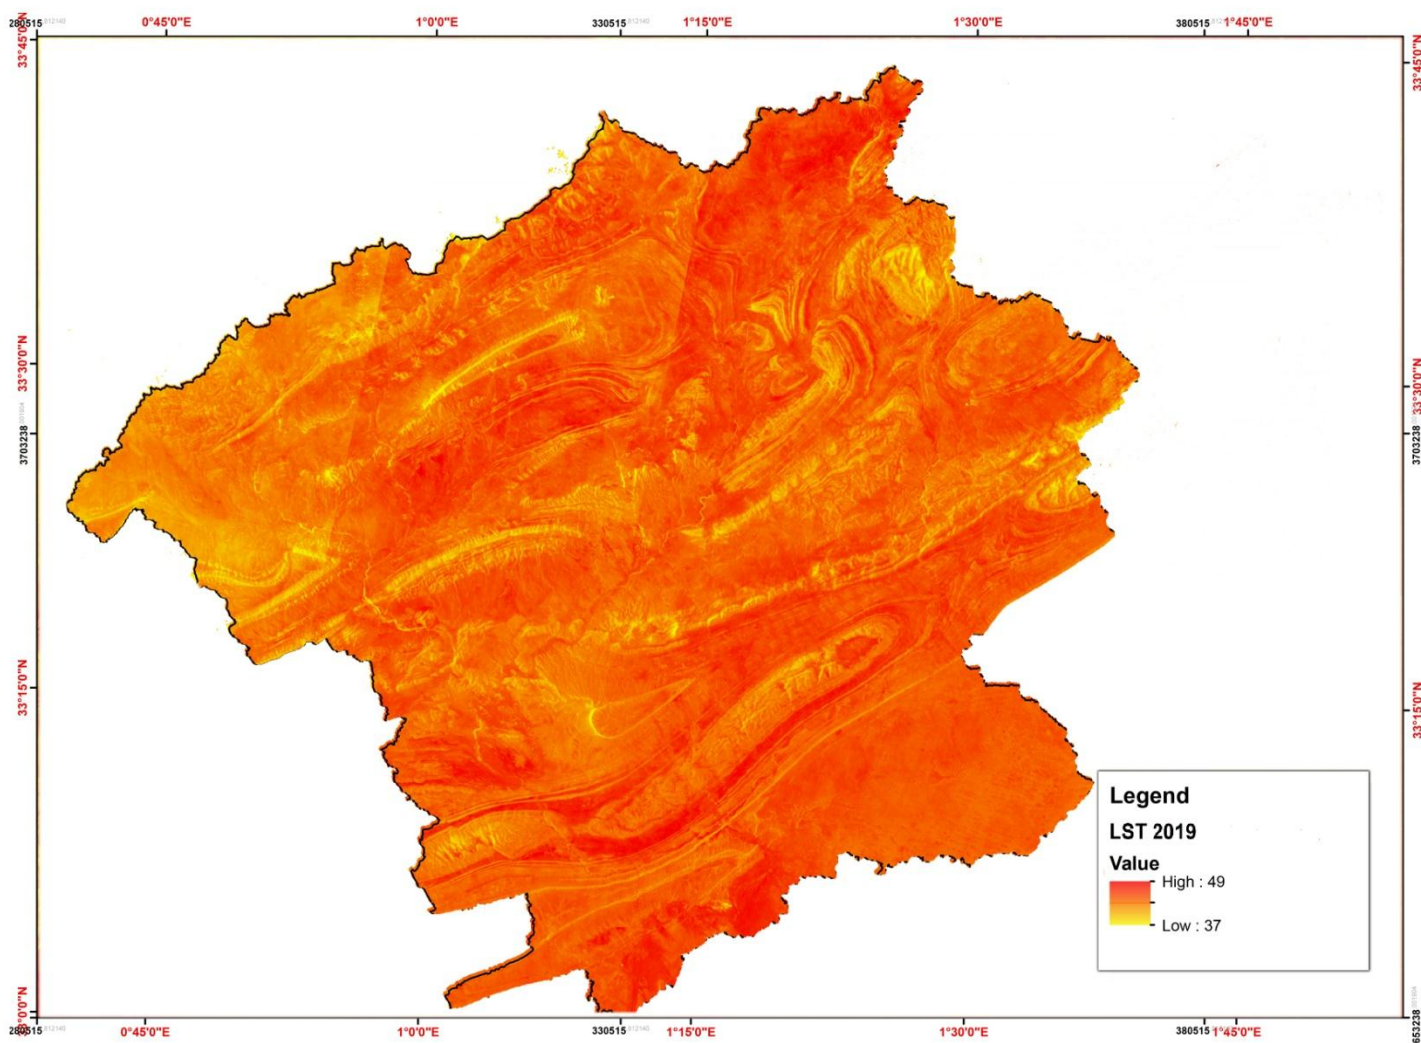 0°45'0"E 1°0'0"E 1°15'0"E 1°30'0"E 1°45'0"E
280515 330515 380515
33°45'0"N 33°45'0"N
33°30'0"N 33°30'0"N
3703238 3703238
33°15'0"N 33°15'0"N
Legend
LST 2019
Value
High : 49
Low : 37
280515 330515 380515
0°45'0"E 1°0'0"E 1°15'0"E 1°30'0"E